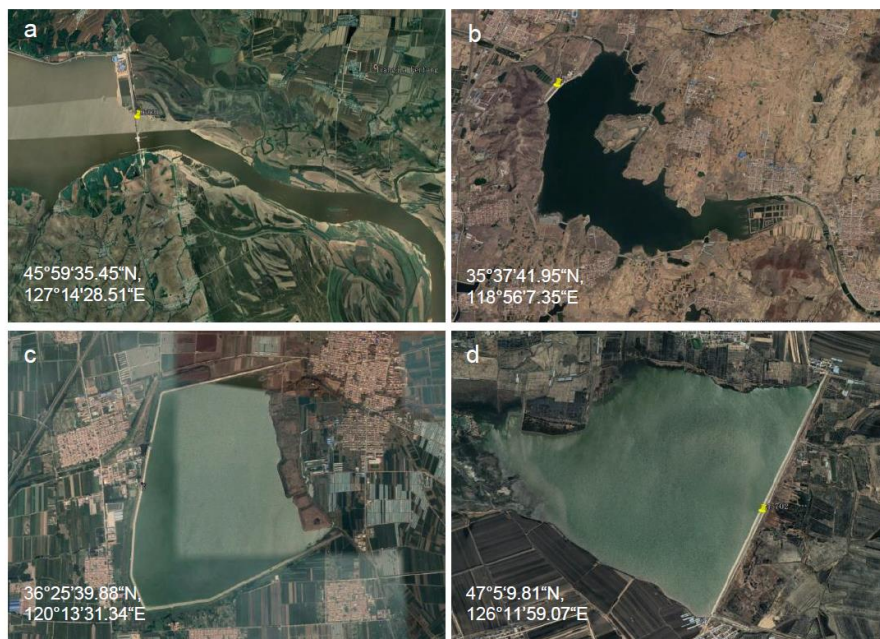 a
45°59'35.45“N,
127°14'28.51“E
b
35°37'41.95“N,
118°56'7.35“E
c
36°25'39.88“N,
120°13'31.34“E
d
702
47°5'9.81“N,
126°11'59.07“E